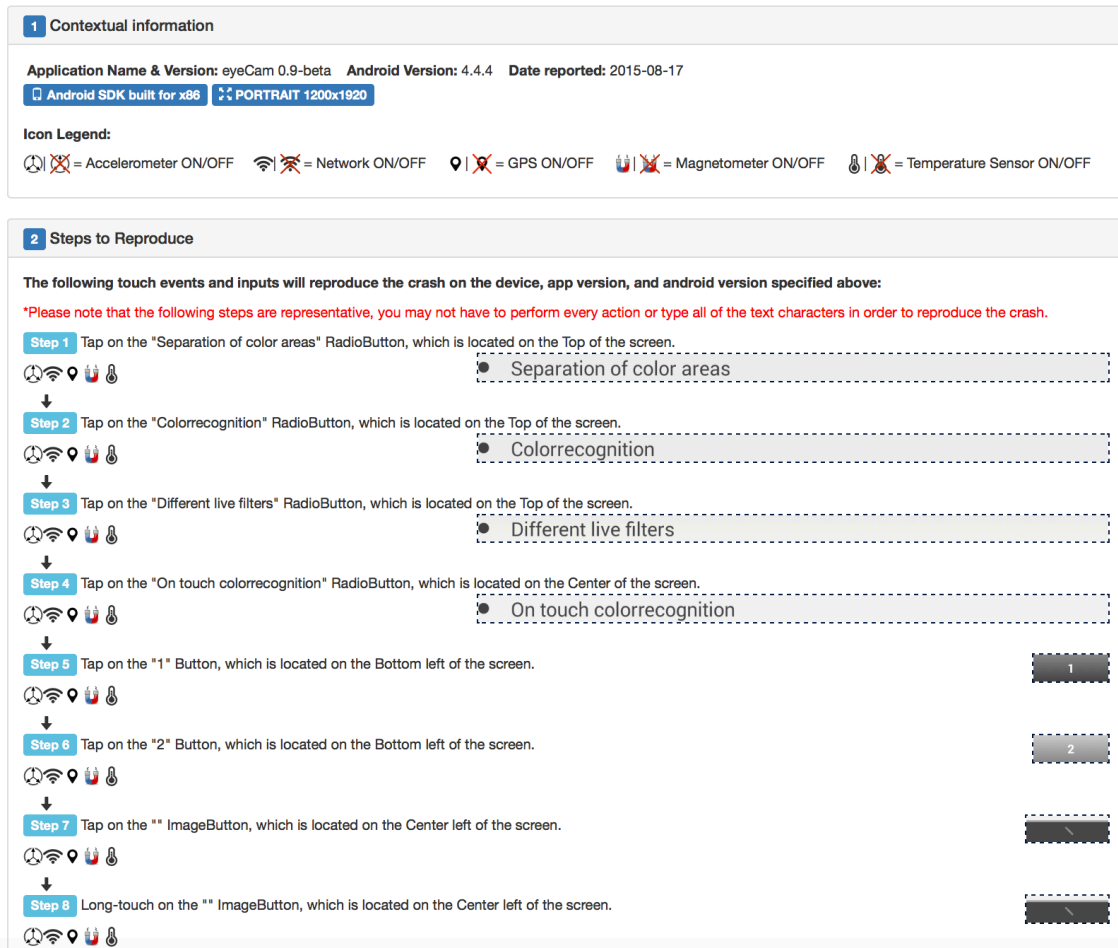 1 Contextual information
Application Name & Version: eyeCam 0.9-beta Android Version: 4.4.4 Date reported: 2015-08-17
Android SDK built for x86 PORTRAIT 1200x1920
Icon Legend:
| = Accelerometer ON/OFF | = Network ON/OFF | = GPS ON/OFF | = Magnetometer ON/OFF | = Temperature Sensor ON/OFF
2 Steps to Reproduce
The following touch events and inputs will reproduce the crash on the device, app version, and android version specified above:
*Please note that the following steps are representative, you may not have to perform every action or type all of the text characters in order to reproduce the crash.
Step 1 Tap on the "Separation of color areas" RadioButton, which is located on the Top of the screen.
Separation of color areas
Step 2 Tap on the "Colorrecognition" RadioButton, which is located on the Top of the screen.
Colorrecognition
Step 3 Tap on the "Different live filters" RadioButton, which is located on the Top of the screen.
Different live filters
Step 4 Tap on the "On touch colorrecognition" RadioButton, which is located on the Center of the screen.
On touch colorrecognition
Step 5 Tap on the "1" Button, which is located on the Bottom left of the screen.
1
Step 6 Tap on the "2" Button, which is located on the Bottom left of the screen.
2
Step 7 Tap on the "" ImageButton, which is located on the Center left of the screen.
Step 8 Long-touch on the "" ImageButton, which is located on the Center left of the screen.